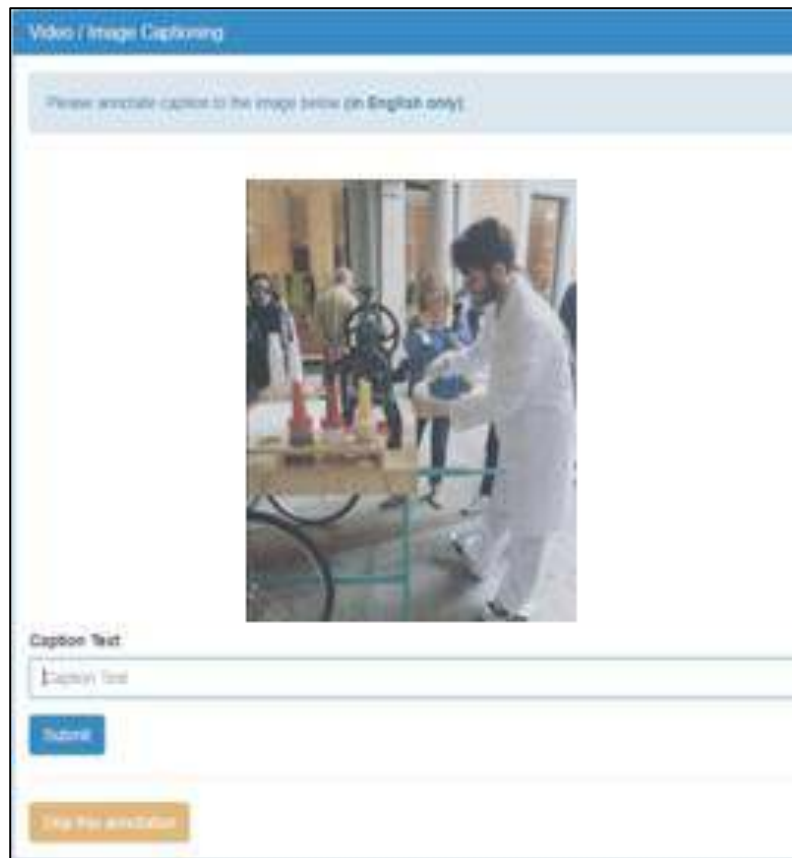 Video / Image Captioning
Please annotate caption to the image below (in English only)
Caption Text
Caption Text
Submit
Skip this annotation